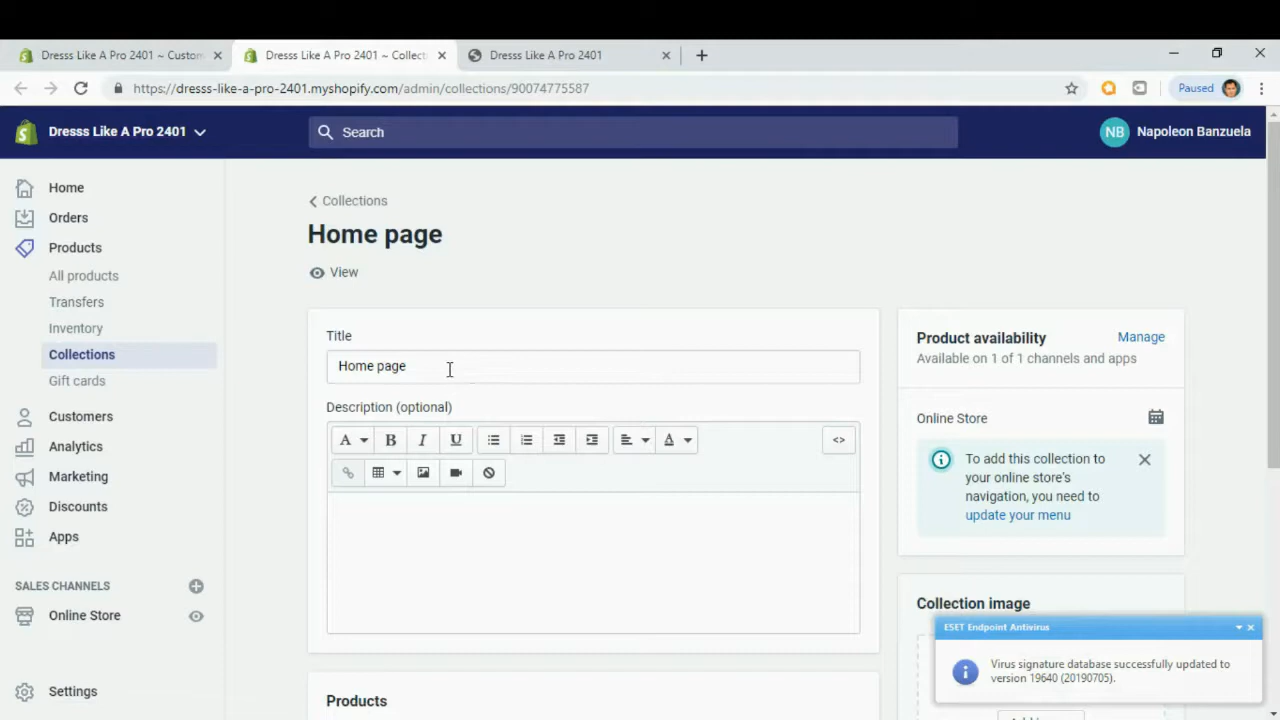 Dresss Like A Pro 2401 ~ Custom
Dresss Like A Pro 2401 ~ Collect
Dresss Like A Pro 2401
https://dresss-like-a-pro-2401.myshopify.com/admin/collections/90074775587
Paused
Dresss Like A Pro 2401
Search
NB
Napoleon Banzuela
Home
Orders
Products
All products
Transfers
Inventory
Collections
Gift cards
Customers
Analytics
Marketing
Discounts
Apps
SALES CHANNELS
Online Store
Settings
Collections
Home page
View
Title
Home page
Description (optional)
A B I U A <>
Products
Product availability Manage
Available on 1 of 1 channels and apps
Online Store
To add this collection to
your online store's
navigation, you need to
update your menu
Collection image
ESET Endpoint Antivirus
Virus signature database successfully updated to
version 19640 (20190705).